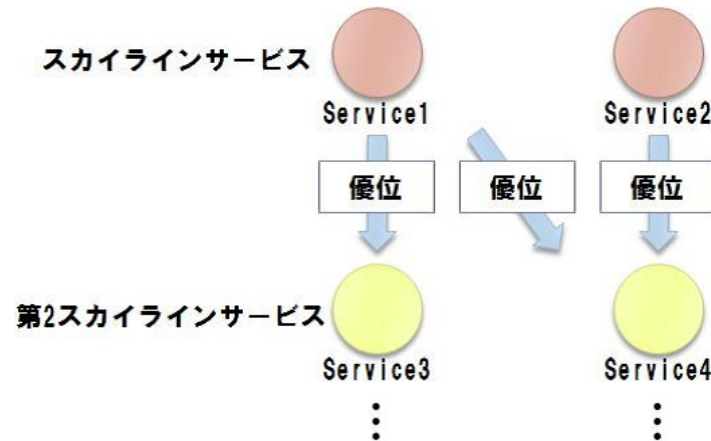 スカイラインサービス
Service1
Service2
優位
優位
優位
第2スカイラインサービス
Service3
Service4